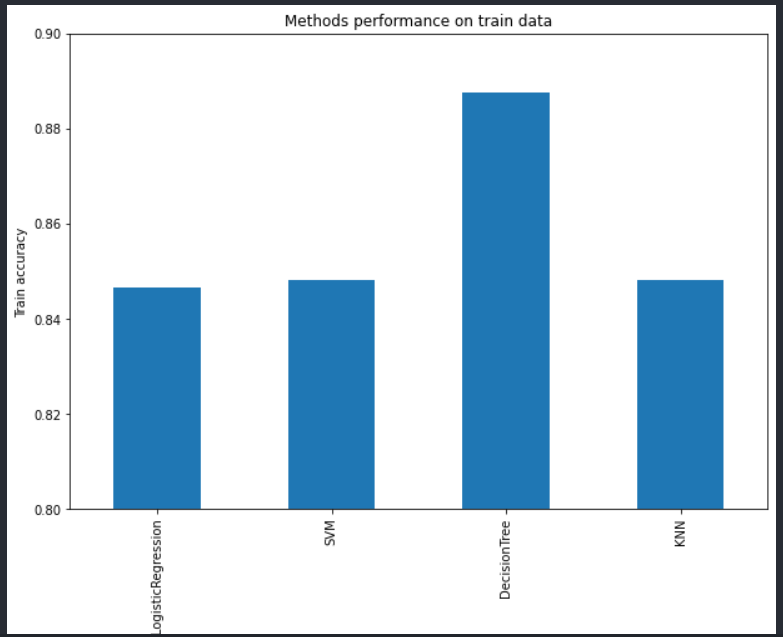 Methods performance on train data
0.90
0.88
0.86
0.84
0.82
0.80
Train accuracy
LogisticRegression
SVM
DecisionTree
KNN